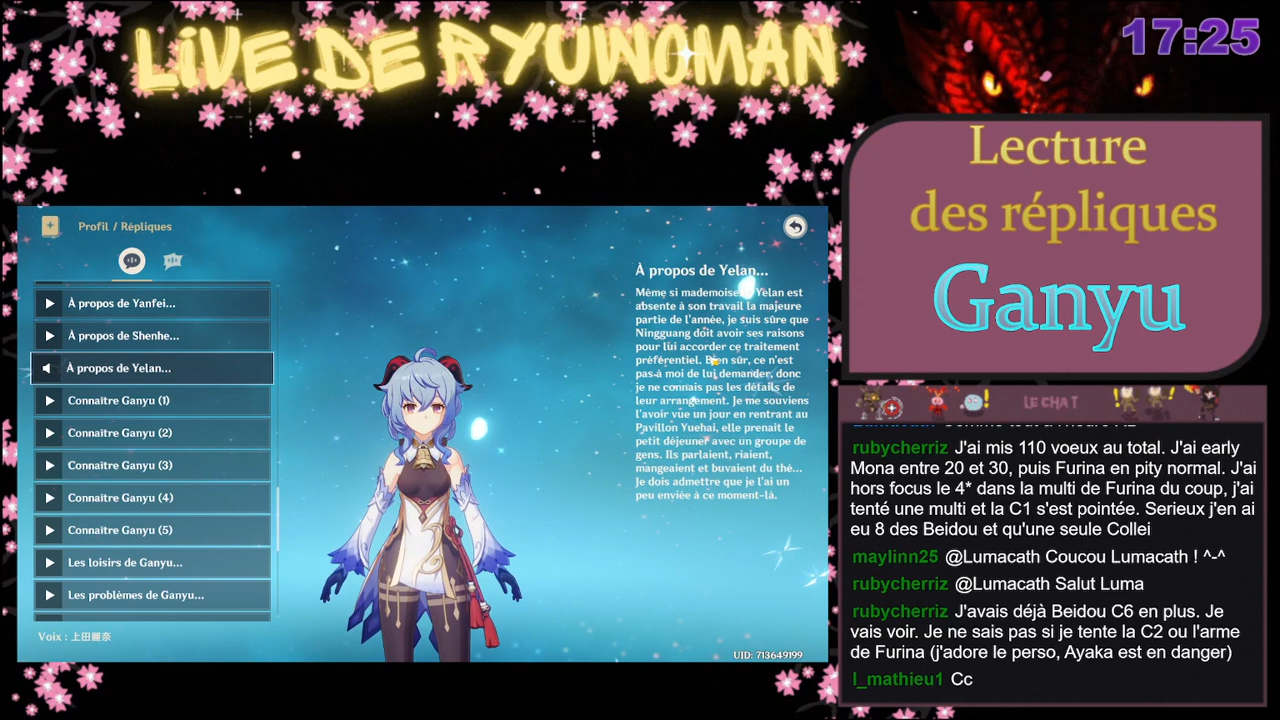 LIVE DE RYUWOMAN
17:25
Lecture
des répliques
Ganyu
Profil / Répliques
À propos de Yanfei...
À propos de Shenhe...
À propos de Yelan...
Connaître Ganyu (1)
Connaître Ganyu (2)
Connaître Ganyu (3)
Connaître Ganyu (4)
Connaître Ganyu (5)
Les loisirs de Ganyu...
Les problèmes de Ganyu...
Voix : 上田麗奈
À propos de Yelan...
Même si mademoiselle Yelan est
absente à son travail la majeure
partie de l'année, je suis sûre que
Ningguang doit avoir ses raisons
pour lui accorder ce traitement
préférentiel. Bien sûr, ce n'est
pas à moi de lui demander, donc
je ne connais pas les détails de
leur arrangement. Je me souviens
l'avoir vue un jour en rentrant au
Pavillon Yuehai, elle prenait le
petit déjeuner avec un groupe de
gens. Ils parlaient, riaient,
mangeaient et buvaient du thé...
Je dois admettre que je l'ai un
peu enviée à ce moment-là.
UID: 713649199
LE CHAT
rubycherriz J'ai mis 110 voeux au total. J'ai early
Mona entre 20 et 30, puis Furina en pity normal. J'ai
hors focus le 4* dans la multi de Furina du coup, j'ai
tenté une multi et la C1 s'est pointée. Serieux j'en ai
eu 8 des Beidou et qu'une seule Collei
maylinn25 @Lumacath Coucou Lumacath ! ^-^
rubycherriz @Lumacath Salut Luma
rubycherriz J'avais déjà Beidou C6 en plus. Je
vais voir. Je ne sais pas si je tente la C2 ou l'arme
de Furina (j'adore le perso, Ayaka est en danger)
l_mathieu1 Cc